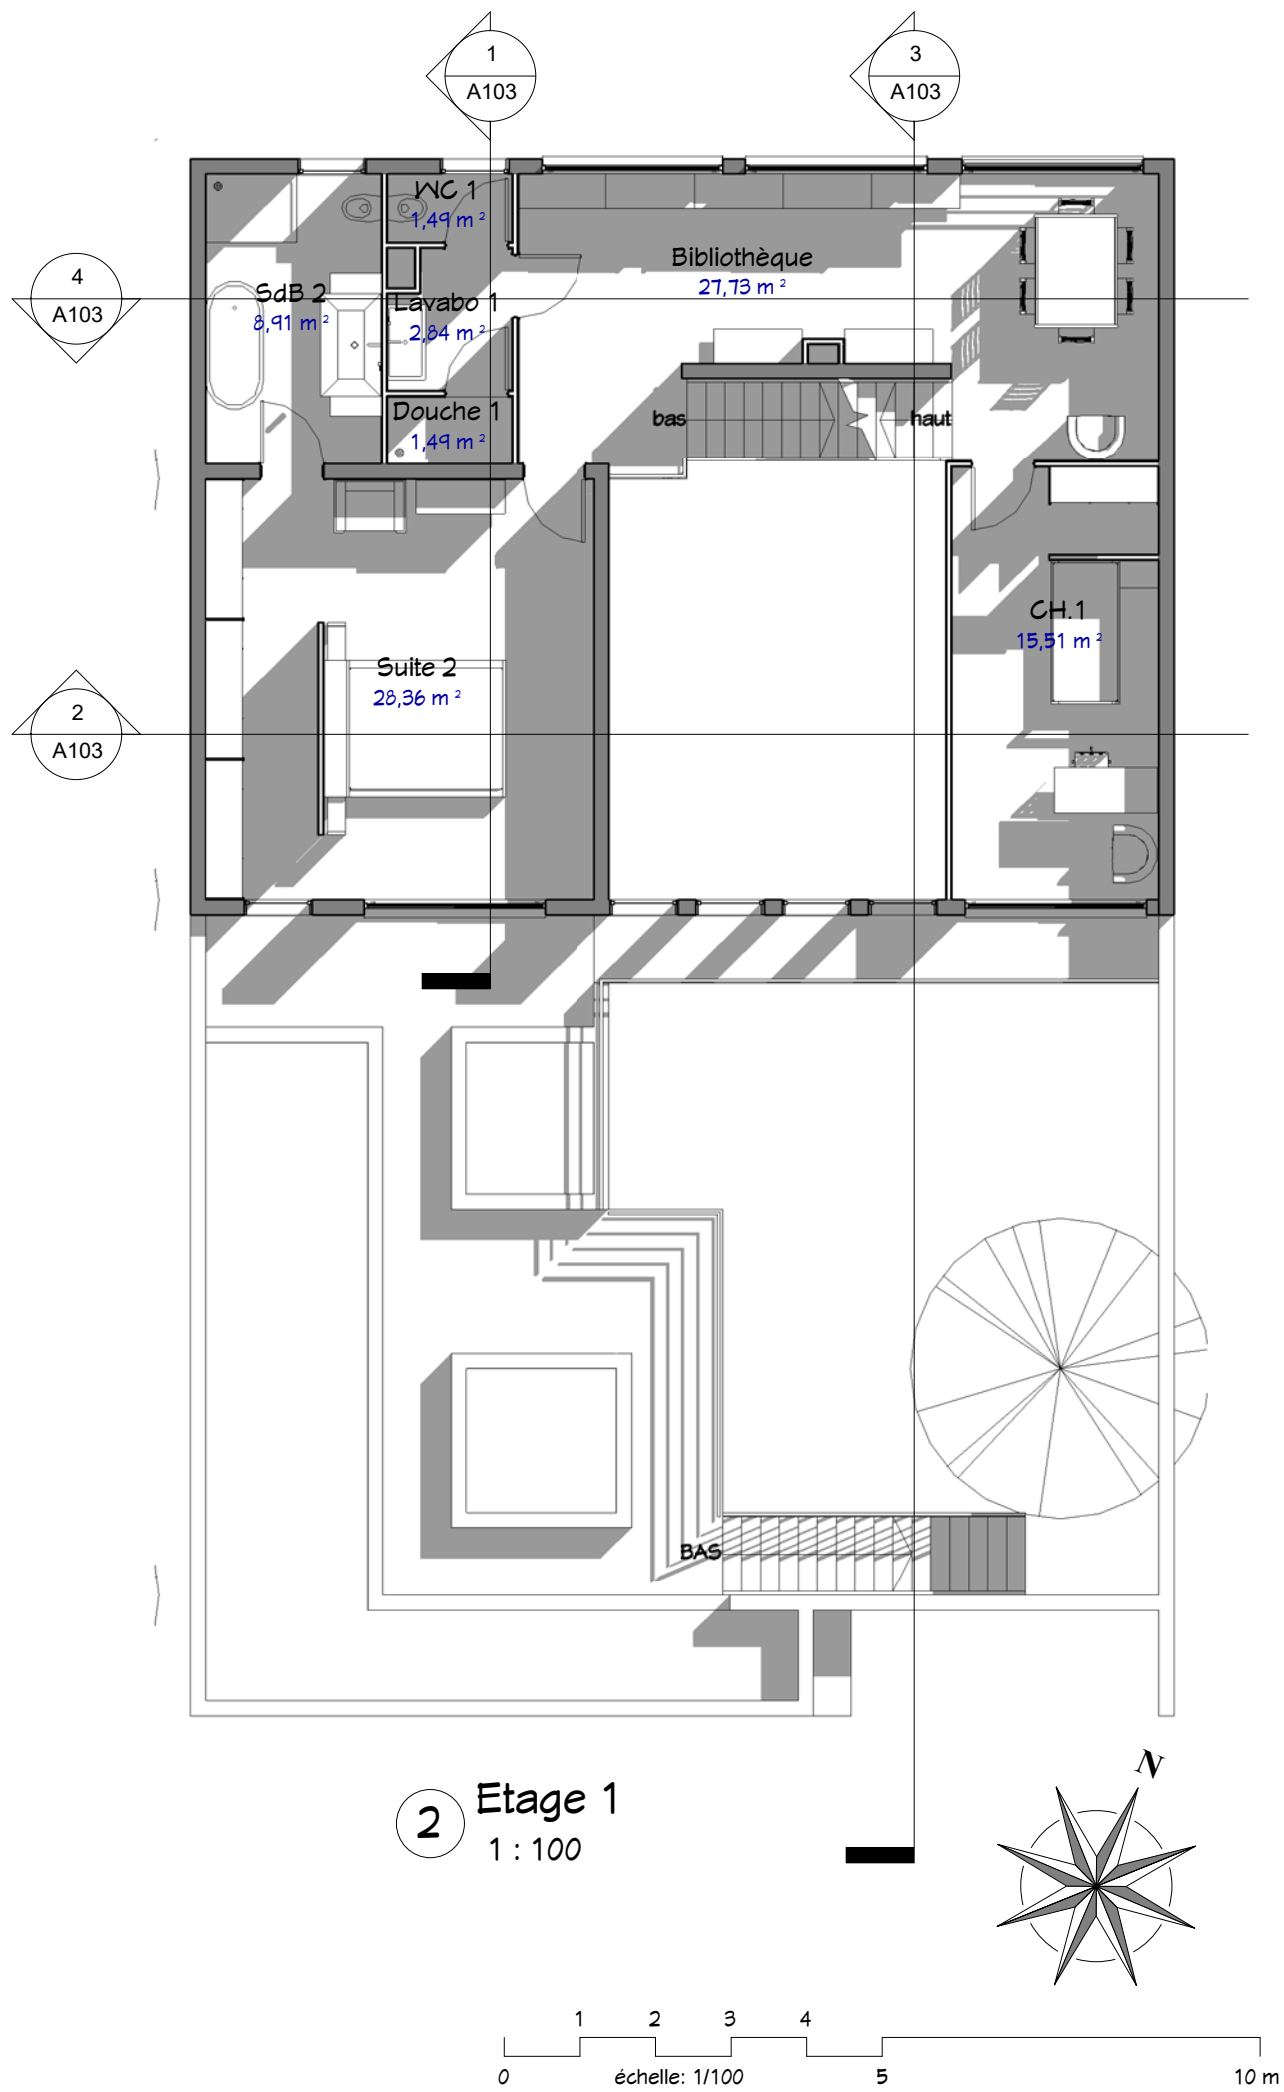 1
A103
3
A103
WC 1
1,49 m²
Bibliothèque
27,73 m²
4
A103
SdB 2
8,91 m²
Lavabo 1
2,84 m²
Douche 1
1,49 m²
bas
haut
CH.1
15,51 m²
Suite 2
28,36 m²
2
A103
BAS
N
2
Etage 1
1 : 100
1 2 3 4
0 échelle: 1/100 5 10 m